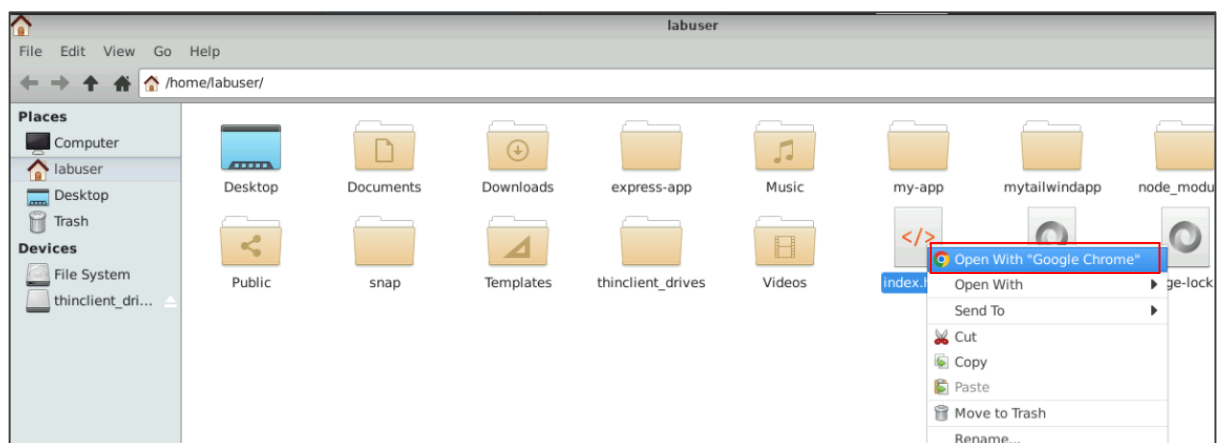 labuser
File Edit View Go Help
/home/labuser/
Places
Computer
labuser
Desktop
Trash
Devices
File System
thinclient_dri...
Desktop Documents Downloads express-app Music my-app mytailwindapp node_modu
Public snap Templates thinclient_drives Videos index.h ge-lock
Open With "Google Chrome"
Open With
Send To
Cut
Copy
Paste
Move to Trash
Rename...